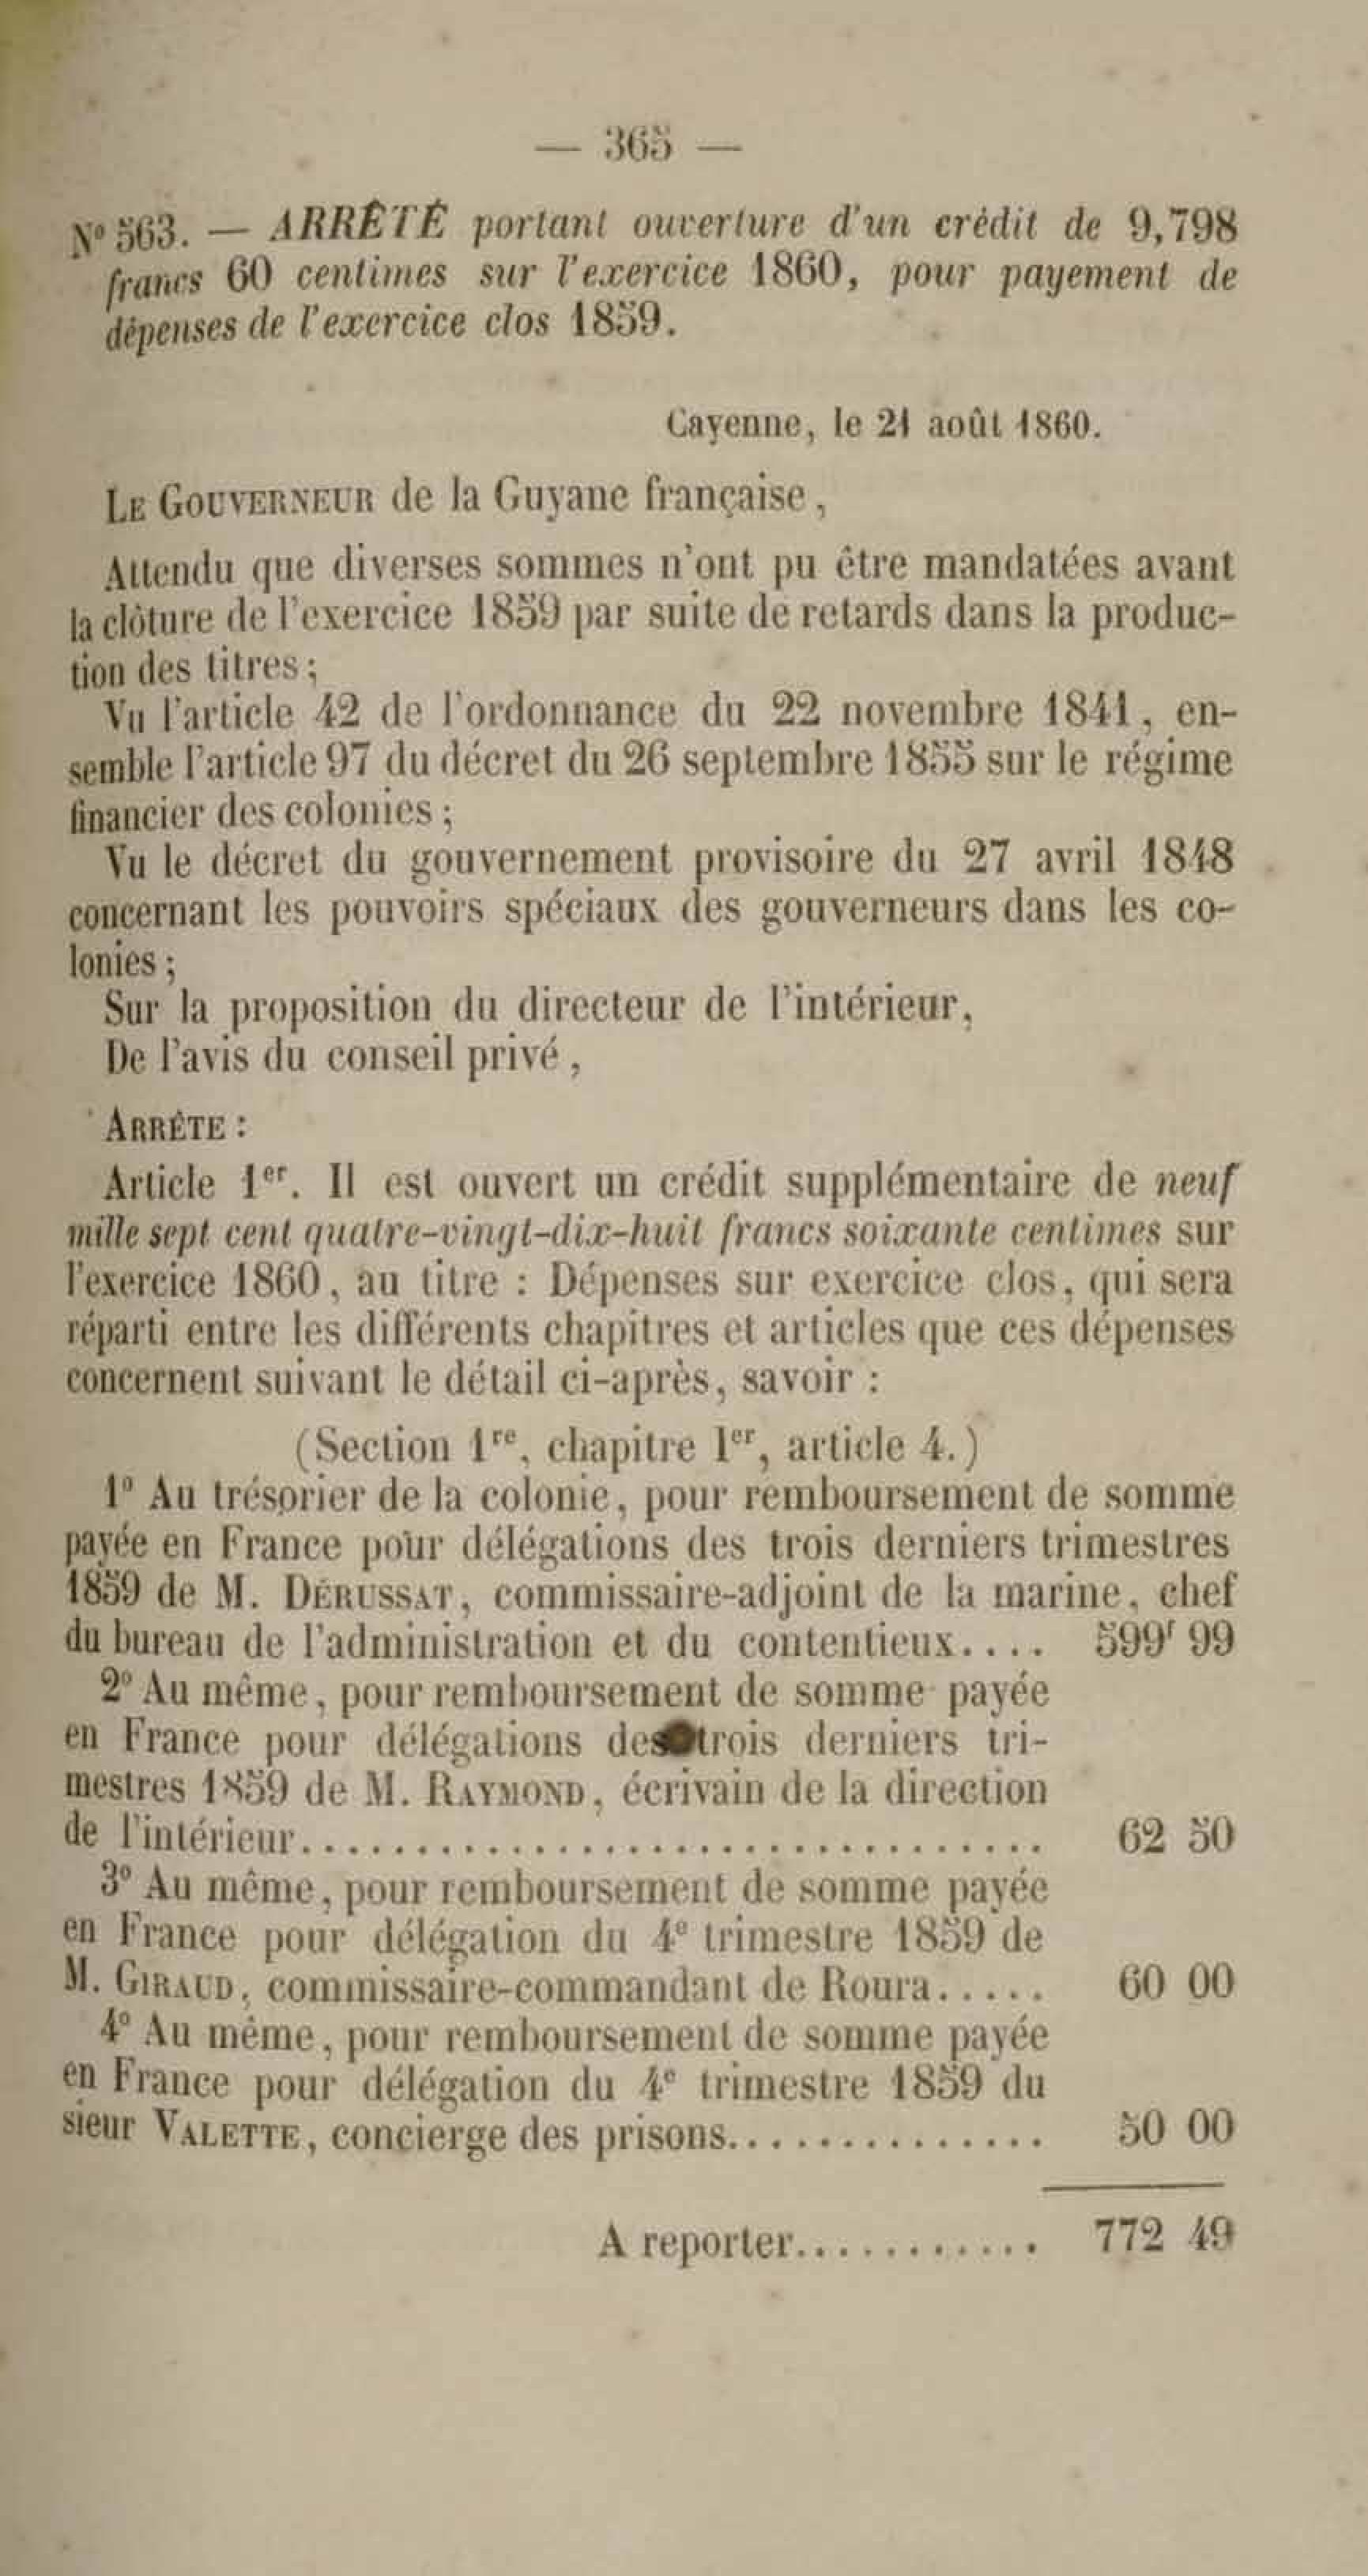 — 365 —
N° 563. — ARRÊTÉ portant ouverture d'un crédit de 9,798
francs 60 centimes sur l'exercice 1860, pour payement de
dépenses de l'exercice clos 1859.
Cayenne, le 21 août 1860.
LE GOUVERNEUR de la Guyane française,
Attendu que diverses sommes n'ont pu être mandatées avant
la clôture de l'exercice 1859 par suite de retards dans la produc-
tion des titres;
Vu l'article 42 de l'ordonnance du 22 novembre 1841, en-
semble l'article 97 du décret du 26 septembre 1855 sur le régime
financier des colonies;
Vu le décret du gouvernement provisoire du 27 avril 1848
concernant les pouvoirs spéciaux des gouverneurs dans les co-
lonies;
Sur la proposition du directeur de l'intérieur,
De l'avis du conseil privé,
ARRÊTE :
Article 1er. Il est ouvert un crédit supplémentaire de neuf
mille sept cent quatre-vingt-dix-huit francs soixante centimes sur
l'exercice 1860, au titre : Dépenses sur exercice clos, qui sera
réparti entre les différents chapitres et articles que ces dépenses
concernent suivant le détail ci-après, savoir :
(Section 1re, chapitre 1er, article 4.)
1° Au trésorier de la colonie, pour remboursement de somme
payée en France pour délégations des trois derniers trimestres
1859 de M. DÉRUSSAT, commissaire-adjoint de la marine, chef
du bureau de l'administration et du contentieux.... 599f 99
2° Au même, pour remboursement de somme payée
en France pour délégations des trois derniers tri-
mestres 1859 de M. RAYMOND, écrivain de la direction
de l'intérieur................................. 62 50
3° Au même, pour remboursement de somme payée
en France pour délégation du 4e trimestre 1859 de
M. GIRAUD, commissaire-commandant de Roura..... 60 00
4° Au même, pour remboursement de somme payée
en France pour délégation du 4e trimestre 1859 du
sieur VALETTE, concierge des prisons.............. 50 00
A reporter........... 772 49